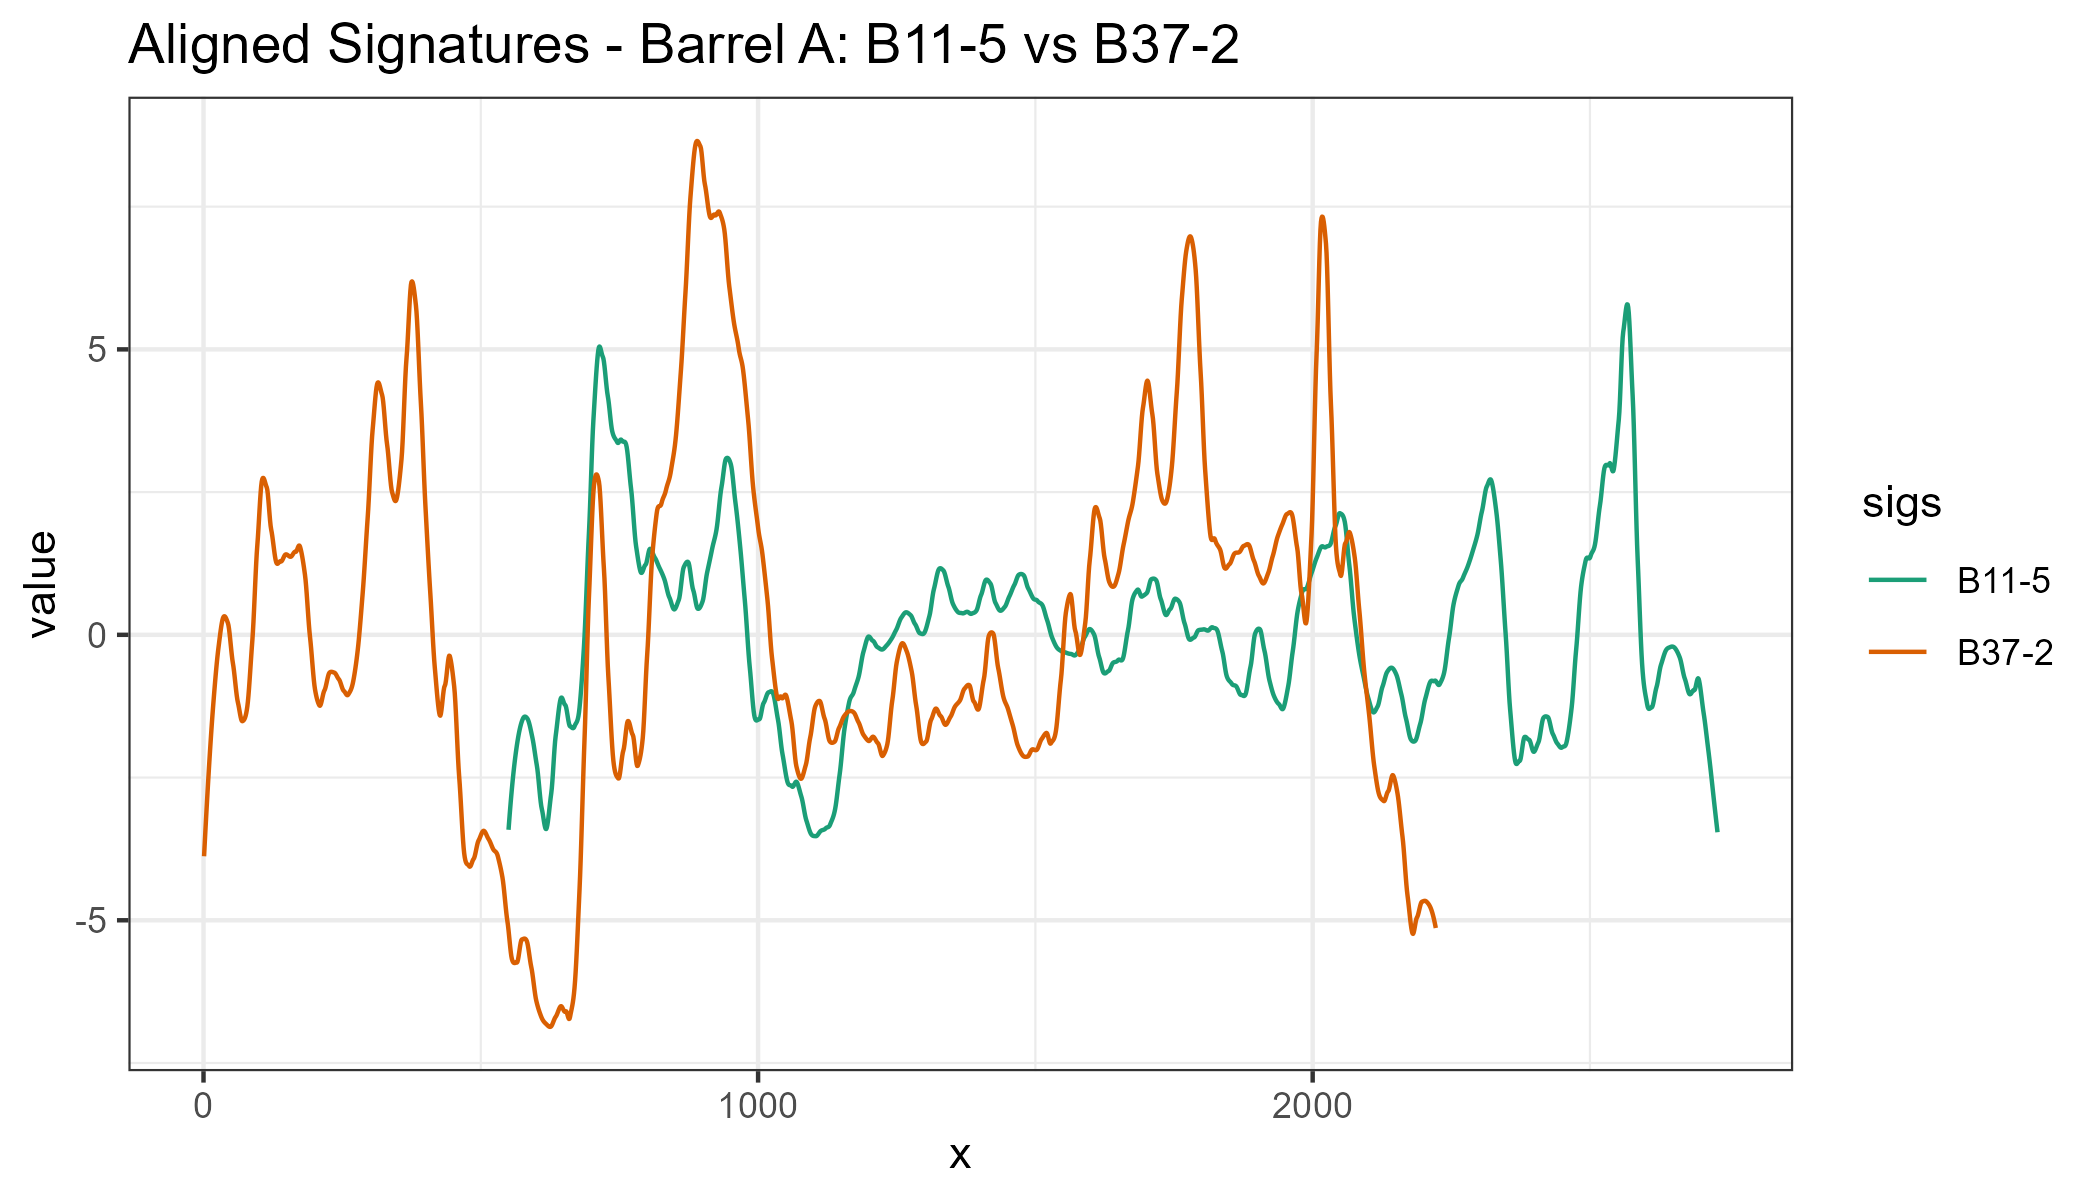 Aligned Signatures - Barrel A: B11-5 vs B37-2
value
5
0
-5
0
1000
2000
x
sigs
B11-5
B37-2